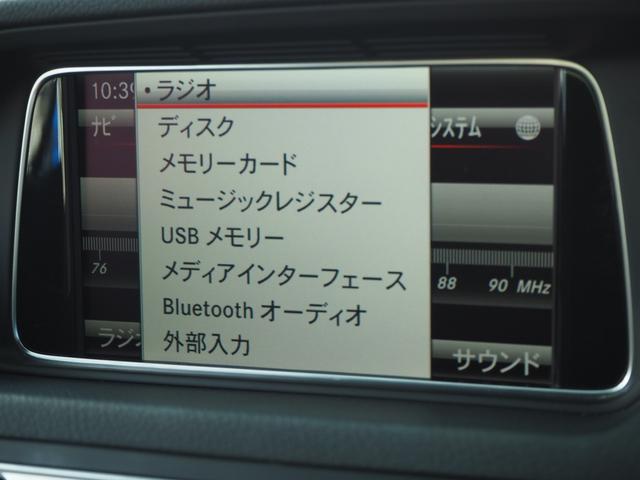 10:39
• ラジオ
ディスク
メモリーカード
ミュージックレジスター
USB メモリー
メディアインターフェース
Bluetooth オーディオ
外部入力
ナビ
システム
76
88 90 MHz
ラジオ
サウンド